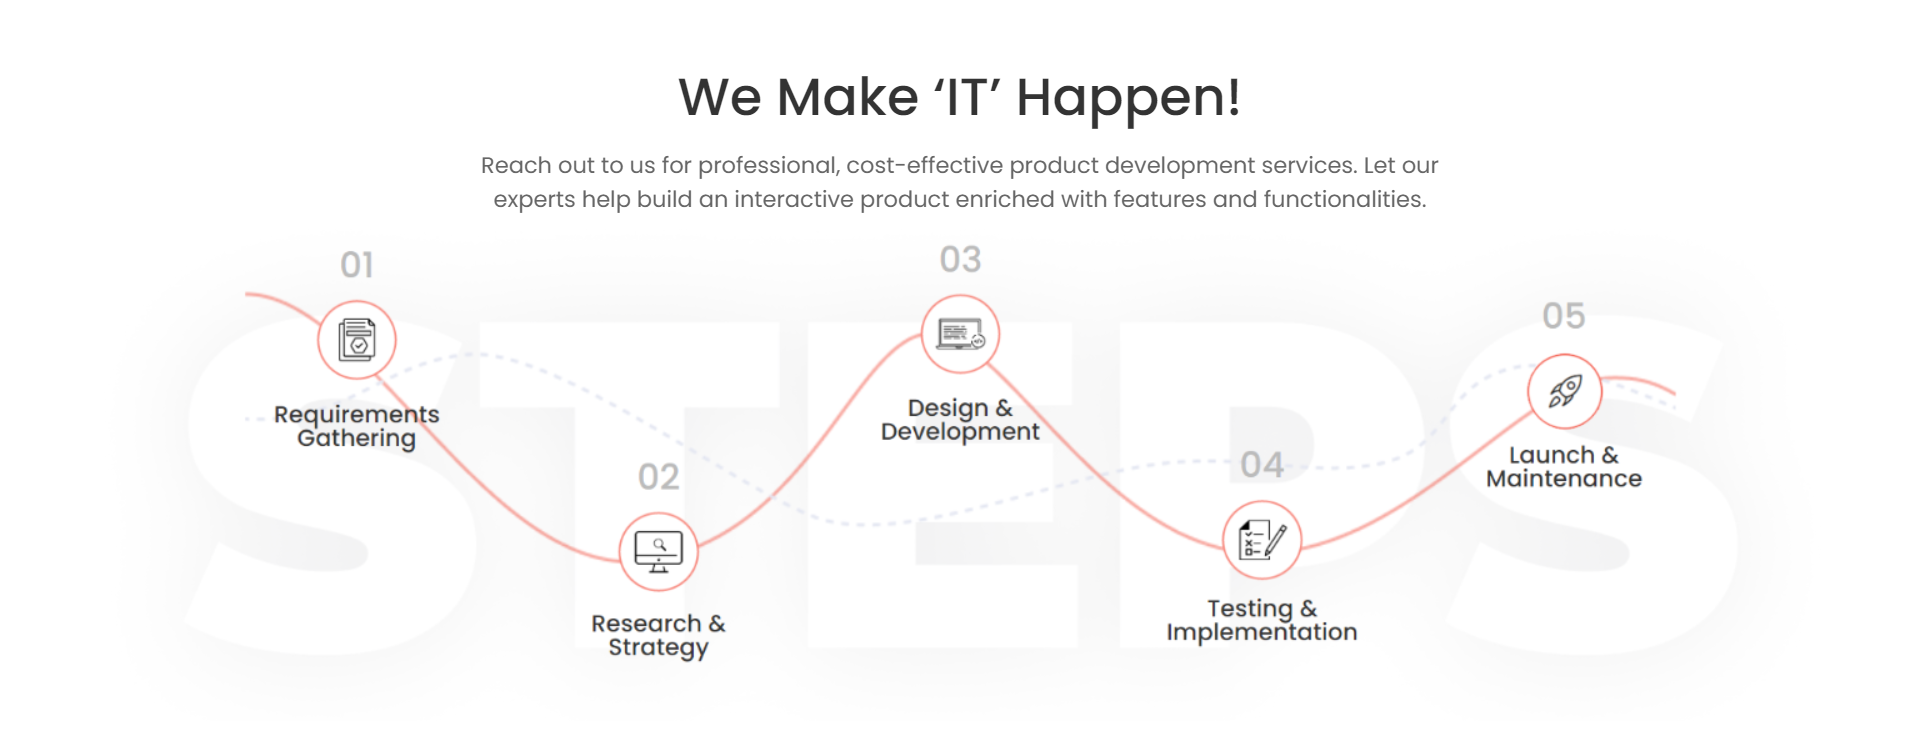 We Make ‘IT’ Happen!
Reach out to us for professional, cost-effective product development services. Let our
experts help build an interactive product enriched with features and functionalities.
STEPS
01
Requirements
Gathering
02
Research &
Strategy
03
Design &
Development
04
Testing &
Implementation
05
Launch &
Maintenance